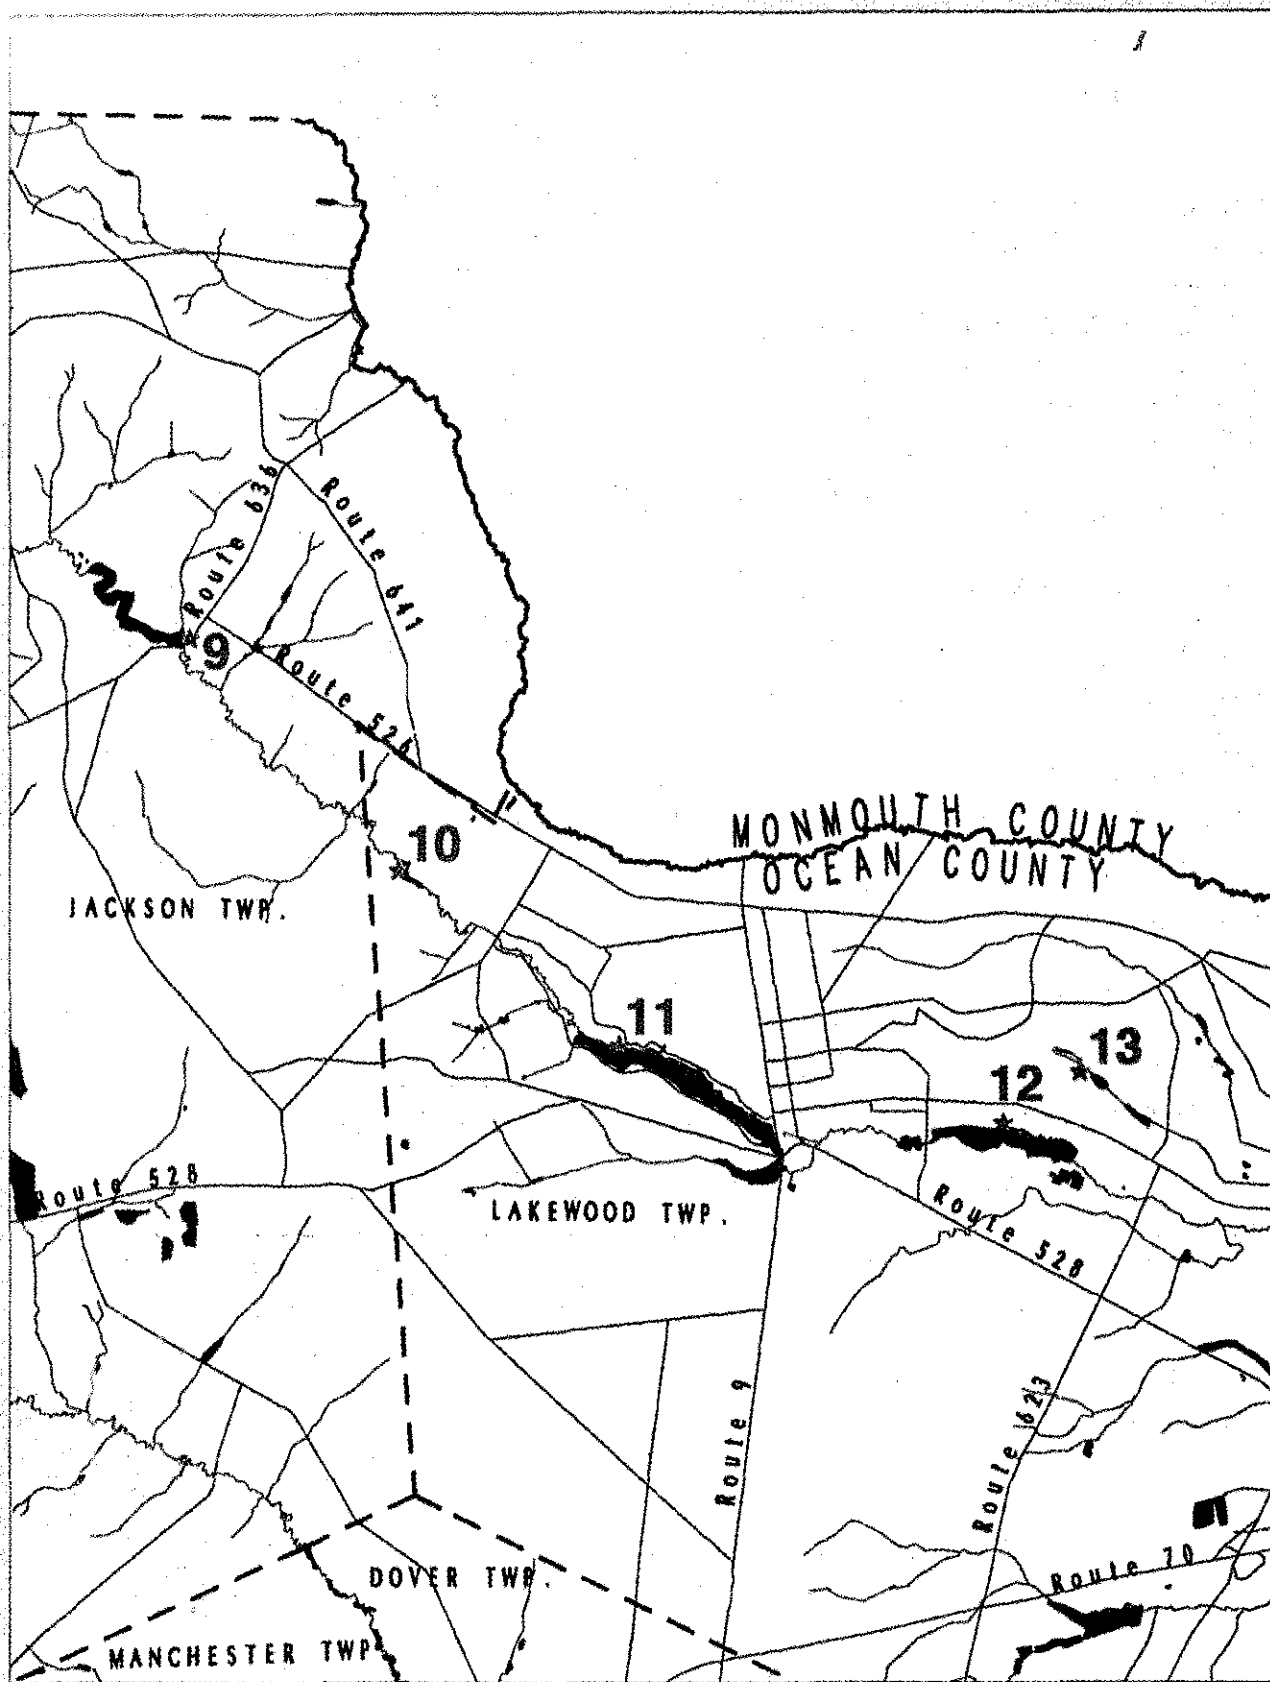 Route 636
Route 641
9
Route 526
MONMOUTH COUNTY
OCEAN COUNTY
10
JACKSON TWP.
11
13
12
Route 528
LAKEWOOD TWP.
Route 528
Route 9
Route 623
Route 70
DOVER TWP.
MANCHESTER TWP